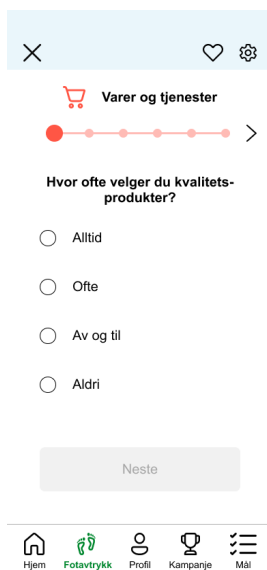 Varer og tjenester
Hvor ofte velger du kvalitets-
produkter?
Alltid
Ofte
Av og til
Aldri
Neste
Hjem
Fotavtrykk
Profil
Kampanje
Mål